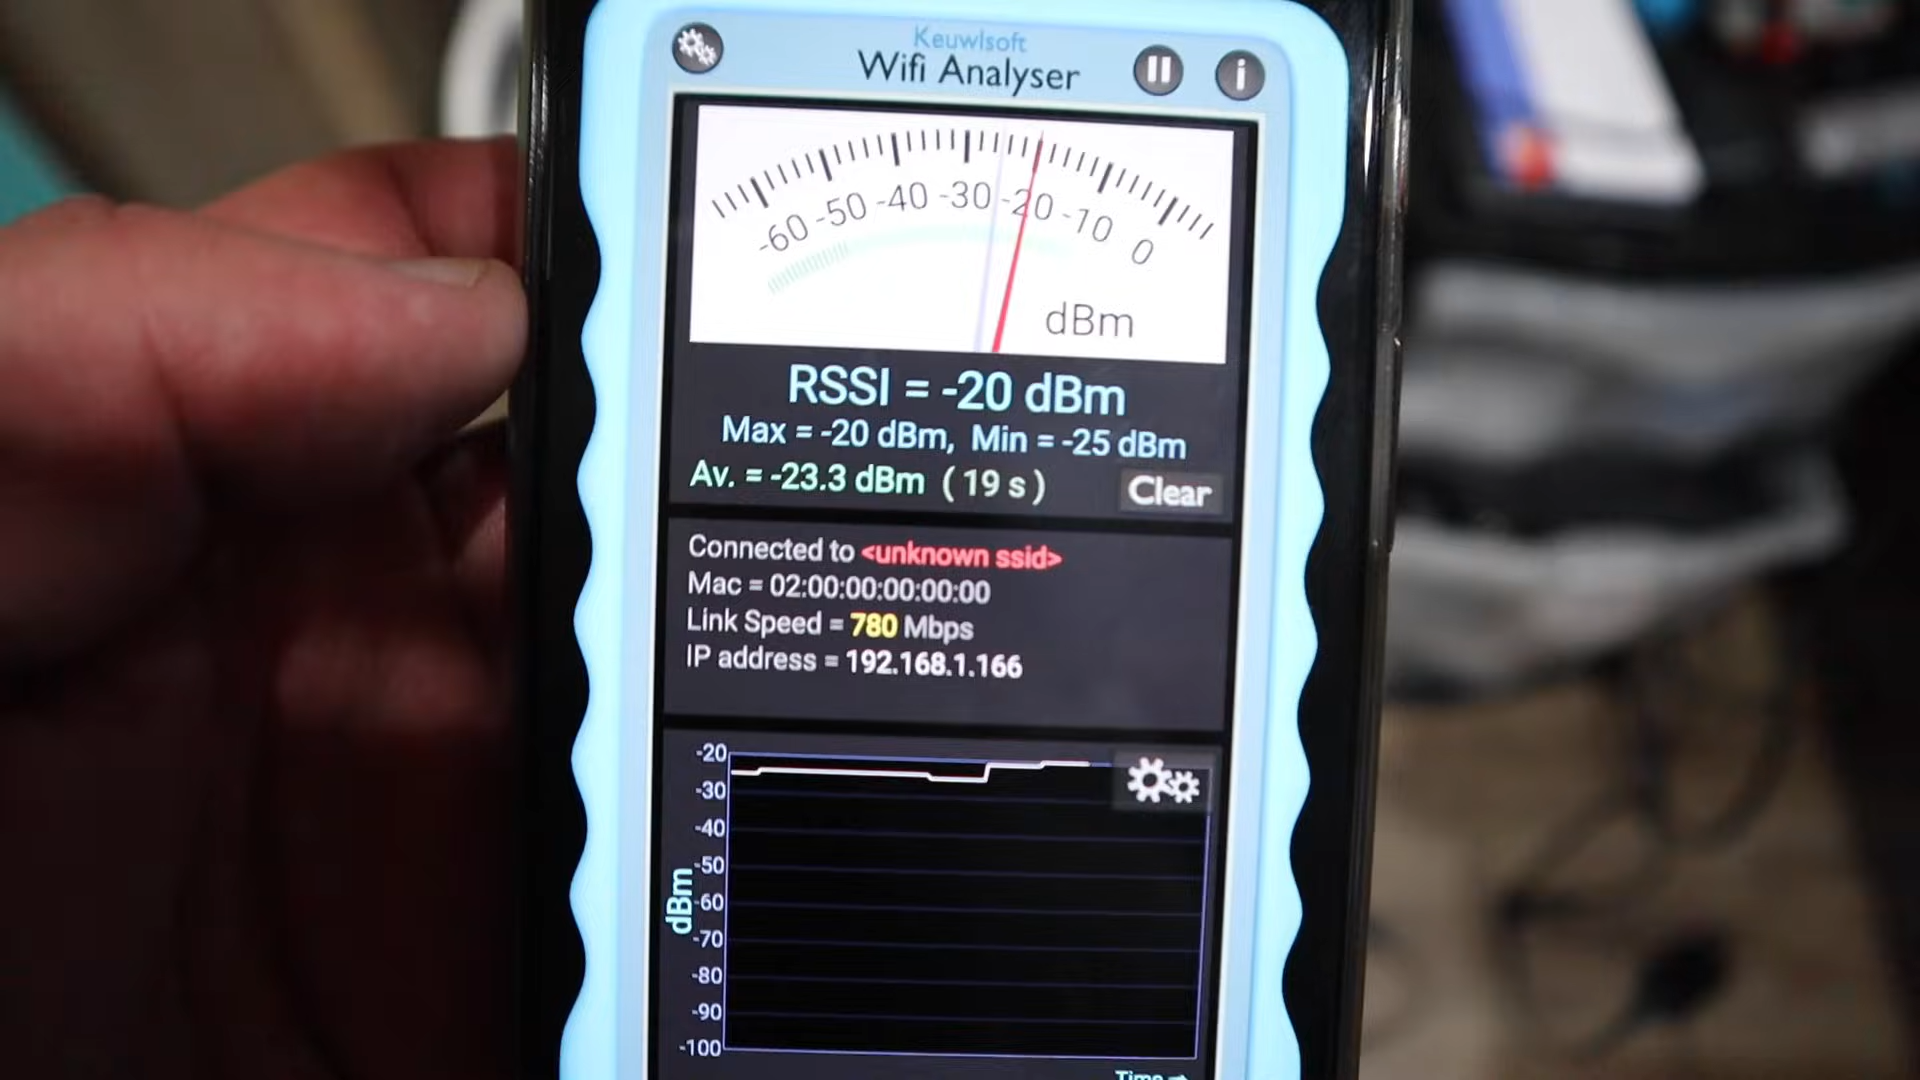 Keuwlsoft
Wifi Analyser
-60 -50 -40 -30 -20 -10 0
dBm
RSSI = -20 dBm
Max = -20 dBm, Min = -25 dBm
Av. = -23.3 dBm ( 19 s )
Clear
Connected to <unknown ssid>
Mac = 02:00:00:00:00:00
Link Speed = 780 Mbps
IP address = 192.168.1.166
-20
-30
-40
-50
-60
-70
-80
-90
-100
dBm
Time